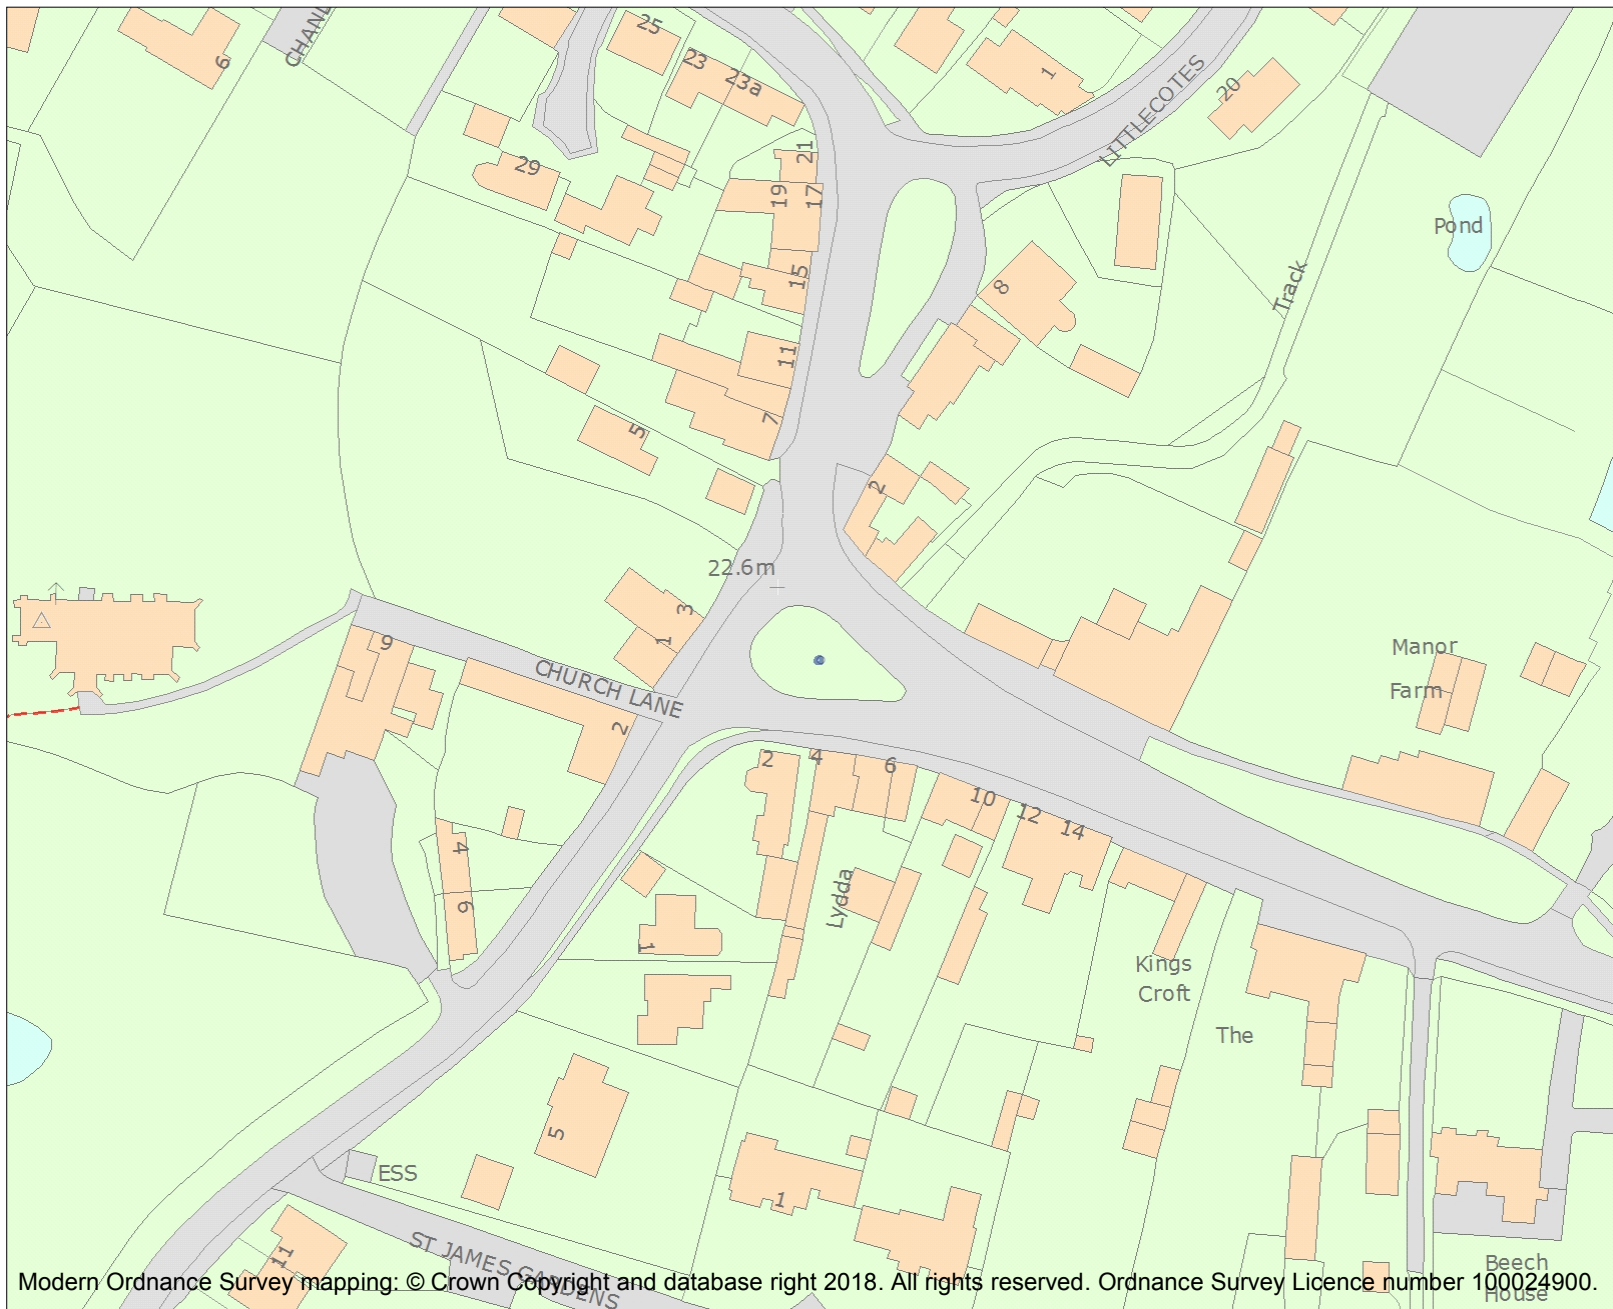 25
CHANL
23
23a
6
1
LITTLECOTES
20
21
29
19
17
Pond
15
8
Track
11
7
5
2
22.6m
3
1
9
CHURCH LANE
Manor
Farm
2
2
4
6
10
12
14
4
6
Lydda
1
Kings
Croft
The
5
ESS
1
11
ST JAMES GARDENS
Beech
House
Modern Ordnance Survey mapping: © Crown Copyright and database right 2018. All rights reserved. Ordnance Survey Licence number 100024900.